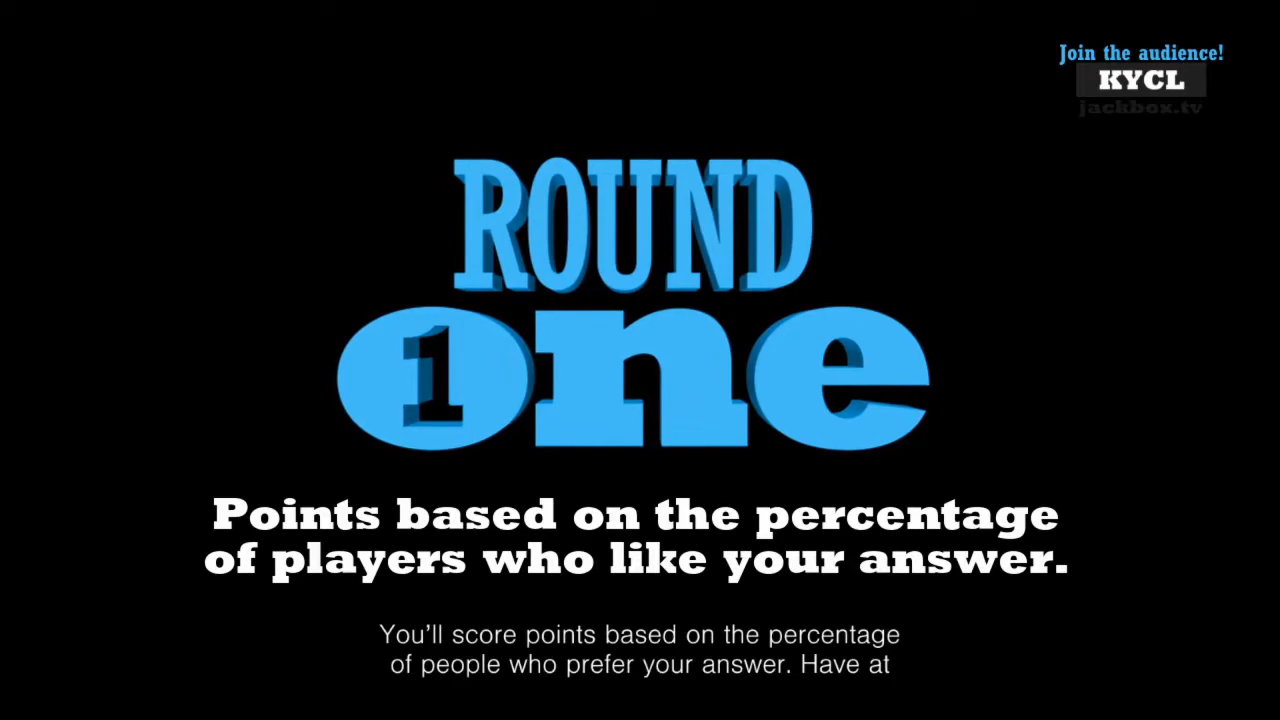 Join the audience!
KYCL
jackbox.tv
ROUND
One
1
Points based on the percentage
of players who like your answer.
You'll score points based on the percentage
of people who prefer your answer. Have at